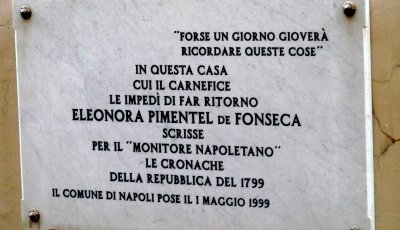 "FORSE UN GIORNO GIOVERÀ
RICORDARE QUESTE COSE"
IN QUESTA CASA
CUI IL CARNEFICE
LE IMPEDÌ DI FAR RITORNO
ELEONORA PIMENTEL DE FONSECA
SCRISSE
PER IL "MONITORE NAPOLETANO"
LE CRONACHE
DELLA REPUBBLICA DEL 1799
IL COMUNE DI NAPOLI POSE IL 1 MAGGIO 1999